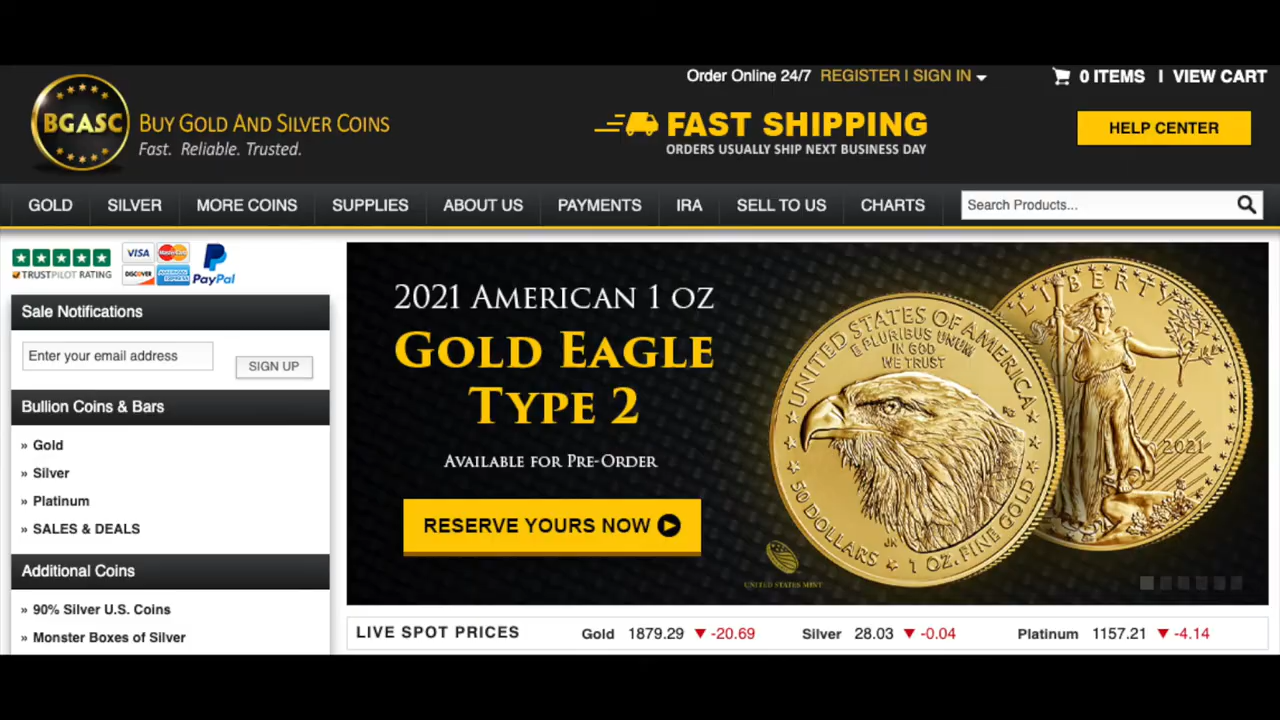 Order Online 24/7 REGISTER | SIGN IN
0 ITEMS | VIEW CART
BGASC
BUY GOLD AND SILVER COINS
Fast. Reliable. Trusted.
FAST SHIPPING
ORDERS USUALLY SHIP NEXT BUSINESS DAY
HELP CENTER
GOLD SILVER MORE COINS SUPPLIES ABOUT US PAYMENTS IRA SELL TO US CHARTS
Search Products...
TRUSTPILOT RATING
VISA MasterCard
DISCOVER AMERICAN EXPRESS
PayPal
Sale Notifications
Enter your email address
SIGN UP
Bullion Coins & Bars
» Gold
» Silver
» Platinum
» SALES & DEALS
Additional Coins
» 90% Silver U.S. Coins
» Monster Boxes of Silver
2021 AMERICAN 1 OZ
GOLD EAGLE
TYPE 2
AVAILABLE FOR PRE-ORDER
RESERVE YOURS NOW
UNITED STATES OF AMERICA
E PLURIBUS UNUM
IN GOD
WE TRUST
50 DOLLARS ★ 1 OZ. FINE GOLD
LIBERTY
2021
UNITED STATES MINT
LIVE SPOT PRICES Gold 1879.29 ▼ -20.69 Silver 28.03 ▼ -0.04 Platinum 1157.21 ▼ -4.14